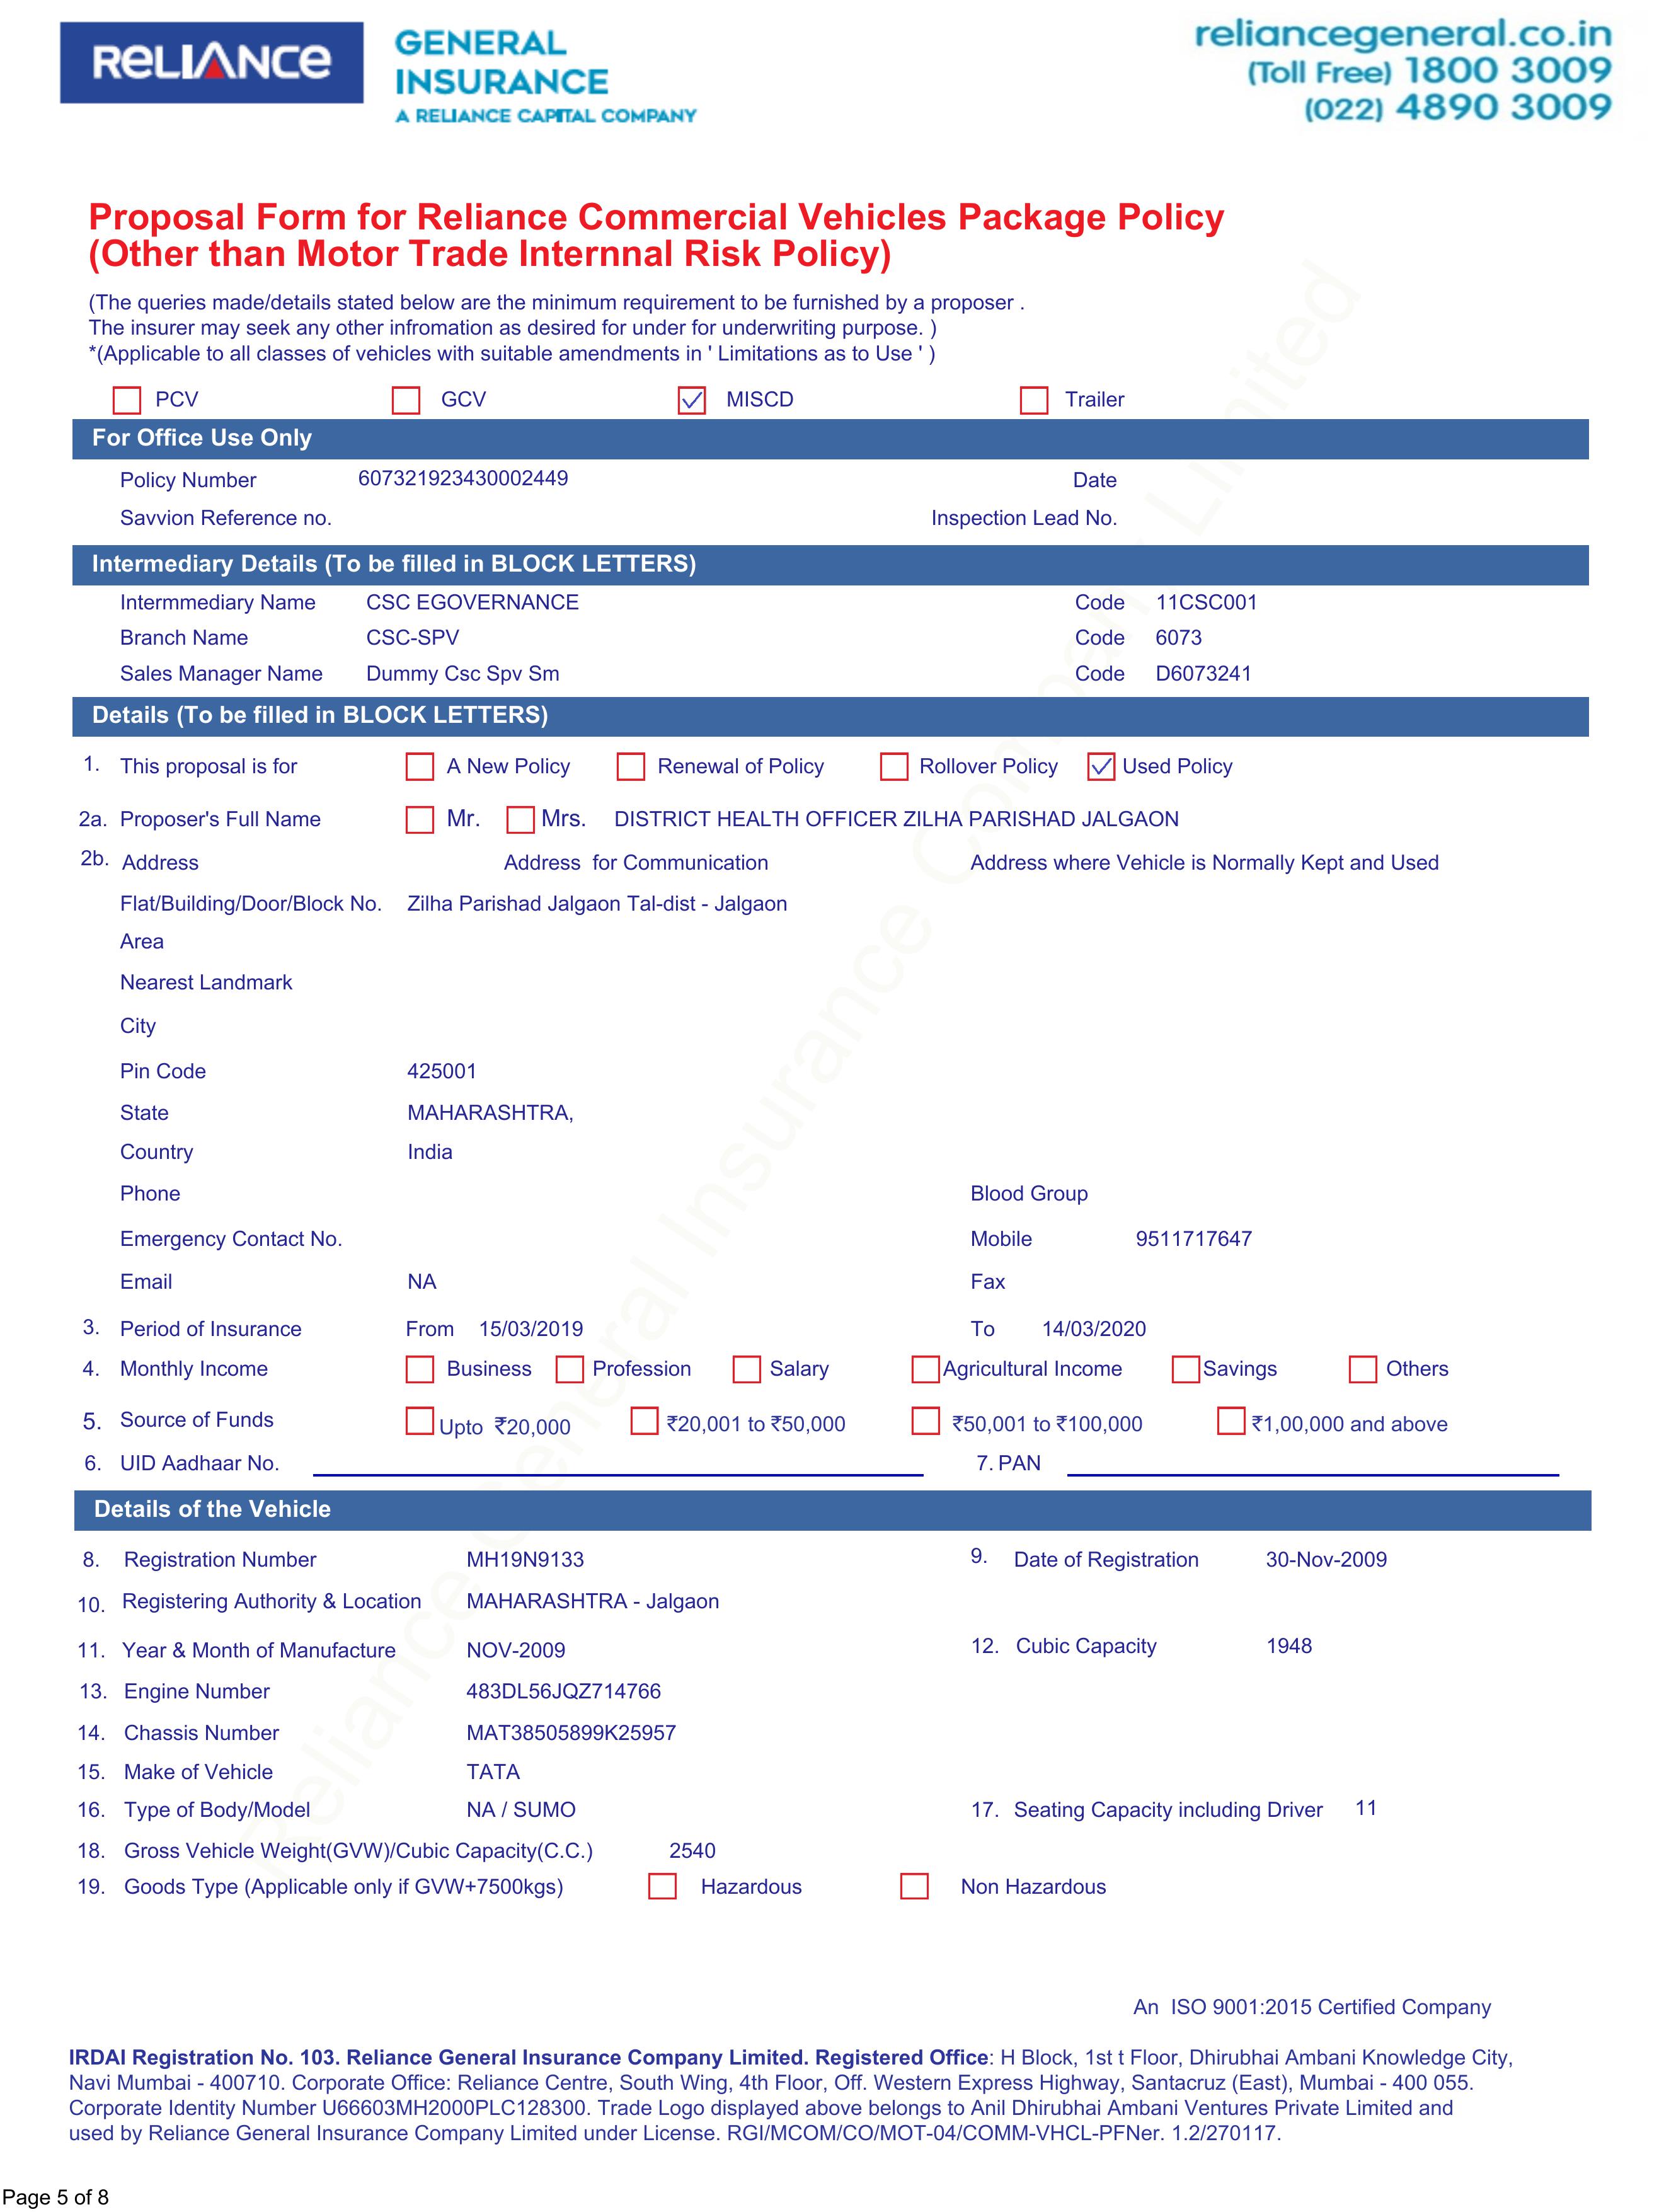 RELIANCE
GENERAL
INSURANCE
A RELIANCE CAPITAL COMPANY
reliancegeneral.co.in
(Toll Free) 1800 3009
(022) 4890 3009
Proposal Form for Reliance Commercial Vehicles Package Policy
(Other than Motor Trade Internnal Risk Policy)
(The queries made/details stated below are the minimum requirement to be furnished by a proposer .
The insurer may seek any other infromation as desired for under for underwriting purpose. )
*(Applicable to all classes of vehicles with suitable amendments in ' Limitations as to Use ' )
PCV GCV MISCD Trailer
For Office Use Only
Policy Number 607321923430002449 Date
Savvion Reference no. Inspection Lead No.
Intermediary Details (To be filled in BLOCK LETTERS)
Intermmediary Name CSC EGOVERNANCE Code 11CSC001
Branch Name CSC-SPV Code 6073
Sales Manager Name Dummy Csc Spv Sm Code D6073241
Details (To be filled in BLOCK LETTERS)
1. This proposal is for A New Policy Renewal of Policy Rollover Policy Used Policy
2a. Proposer's Full Name Mr. Mrs. DISTRICT HEALTH OFFICER ZILHA PARISHAD JALGAON
2b. Address Address for Communication Address where Vehicle is Normally Kept and Used
Flat/Building/Door/Block No. Zilha Parishad Jalgaon Tal-dist - Jalgaon
Area
Nearest Landmark
City
Pin Code 425001
State MAHARASHTRA,
Country India
Phone Blood Group
Emergency Contact No. Mobile 9511717647
Email NA Fax
3. Period of Insurance From 15/03/2019 To 14/03/2020
4. Monthly Income Business Profession Salary Agricultural Income Savings Others
5. Source of Funds Upto ₹20,000 ₹20,001 to ₹50,000 ₹50,001 to ₹100,000 ₹1,00,000 and above
6. UID Aadhaar No. 7. PAN
Details of the Vehicle
8. Registration Number MH19N9133 9. Date of Registration 30-Nov-2009
10. Registering Authority & Location MAHARASHTRA - Jalgaon
11. Year & Month of Manufacture NOV-2009 12. Cubic Capacity 1948
13. Engine Number 483DL56JQZ714766
14. Chassis Number MAT38505899K25957
15. Make of Vehicle TATA
16. Type of Body/Model NA / SUMO 17. Seating Capacity including Driver 11
18. Gross Vehicle Weight(GVW)/Cubic Capacity(C.C.) 2540
19. Goods Type (Applicable only if GVW+7500kgs) Hazardous Non Hazardous
Reliance General Insurance Company Limited
An ISO 9001:2015 Certified Company
IRDAI Registration No. 103. Reliance General Insurance Company Limited. Registered Office: H Block, 1st t Floor, Dhirubhai Ambani Knowledge City,
Navi Mumbai - 400710. Corporate Office: Reliance Centre, South Wing, 4th Floor, Off. Western Express Highway, Santacruz (East), Mumbai - 400 055.
Corporate Identity Number U66603MH2000PLC128300. Trade Logo displayed above belongs to Anil Dhirubhai Ambani Ventures Private Limited and
used by Reliance General Insurance Company Limited under License. RGI/MCOM/CO/MOT-04/COMM-VHCL-PFNer. 1.2/270117.
Page 5 of 8